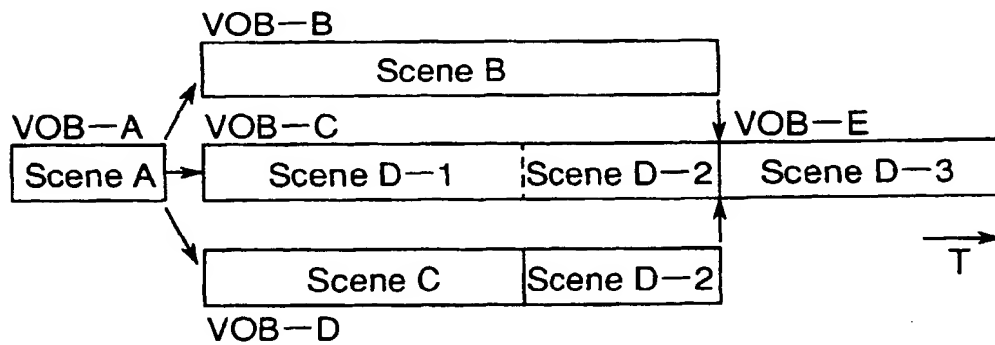 VOB—B
Scene B
VOB—A
VOB—C
VOB—E
Scene A
Scene D—1
Scene D—2
Scene D—3
T
Scene C
Scene D—2
VOB—D